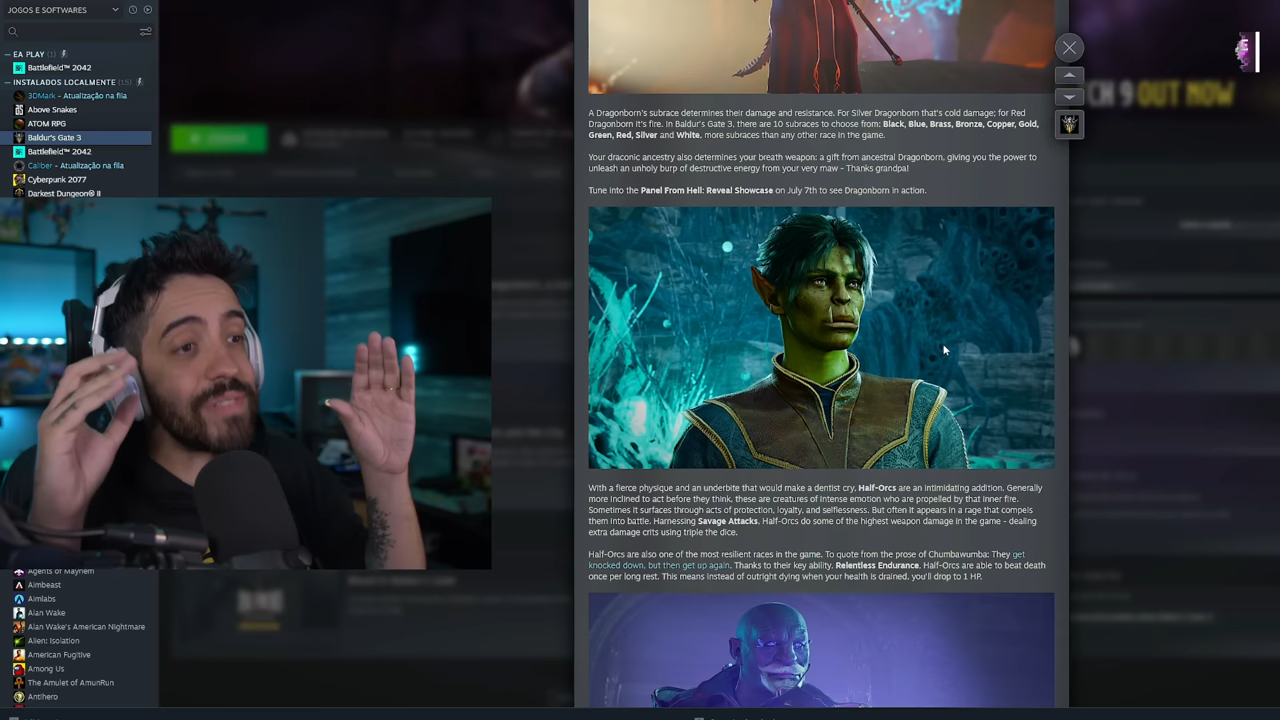 JOGOS E SOFTWARES
EA PLAY (1)
Battlefield™ 2042
INSTALADOS LOCALMENTE (15)
3DMark - Atualização na fila
Above Snakes
ATOM RPG
Baldur's Gate 3
Battlefield™ 2042
Caliber - Atualização na fila
Cyberpunk 2077
Darkest Dungeon® II
Agents of Mayhem
Aimbeast
Aimlabs
Alan Wake
Alan Wake's American Nightmare
Alien: Isolation
American Fugitive
Among Us
The Amulet of AmunRun
Antihero
A Dragonborn's subrace determines their damage and resistance. For Silver Dragonborn that's cold damage; for Red
Dragonborn it's fire. In Baldur's Gate 3, there are 10 subraces to choose from: Black, Blue, Brass, Bronze, Copper, Gold,
Green, Red, Silver and White, more subraces than any other race in the game.
Your draconic ancestry also determines your breath weapon: a gift from ancestral Dragonborn, giving you the power to
unleash an unholy burp of destructive energy from your very maw - Thanks grandpa!
Tune into the Panel From Hell: Reveal Showcase on July 7th to see Dragonborn in action.
With a fierce physique and an underbite that would make a dentist cry, Half-Orcs are an intimidating addition. Generally
more inclined to act before they think, these are creatures of intense emotion who are propelled by that inner fire.
Sometimes it surfaces through acts of protection, loyalty, and selflessness. But often it appears in a rage that compels
them into battle. Harnessing Savage Attacks, Half-Orcs do some of the highest weapon damage in the game - dealing
extra damage crits using triple the dice.
Half-Orcs are also one of the most resilient races in the game. To quote from the prose of Chumbawumba: They get
knocked down, but then get up again. Thanks to their key ability, Relentless Endurance, Half-Orcs are able to beat death
once per long rest. This means instead of outright dying when your health is drained, you'll drop to 1 HP.
CH 9 OUT NOW